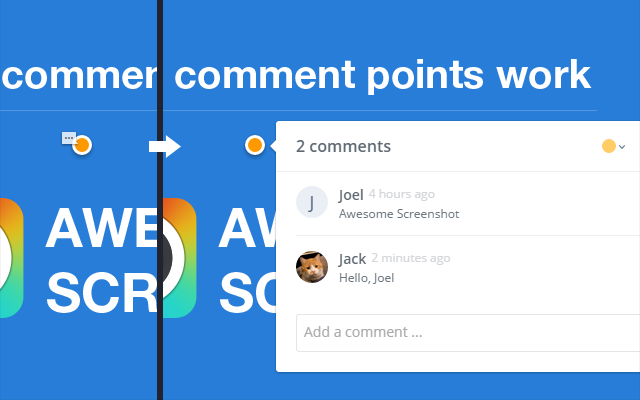 commen
comment points work
AWE
SCR
AW
SC
2 comments
J
Joel 4 hours ago
Awesome Screenshot
Jack 2 minutes ago
Hello, Joel
Add a comment ...